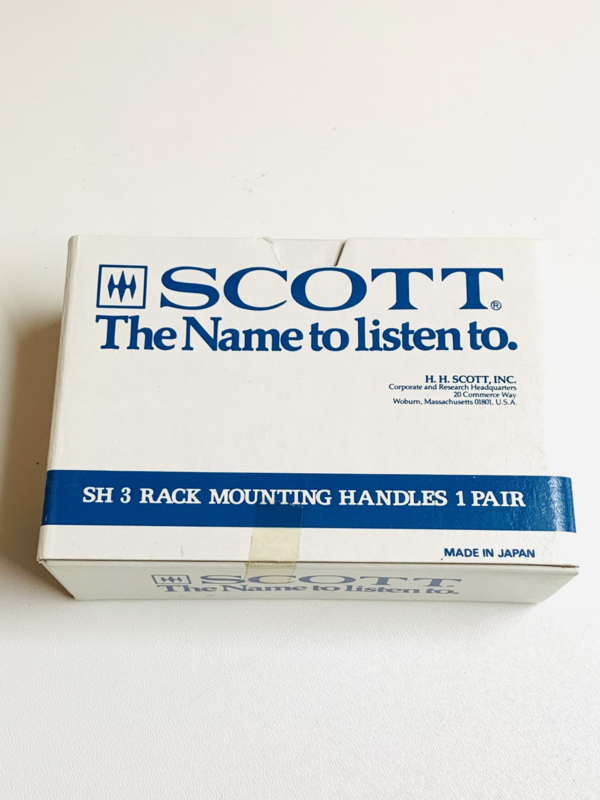 SCOTT®
The Name to listen to.
H. H. SCOTT, INC.
Corporate and Research Headquarters
20 Commerce Way
Woburn, Massachusetts 01801, U.S.A.
SH 3 RACK MOUNTING HANDLES 1 PAIR
MADE IN JAPAN
SCOTT
The Name to listen to.